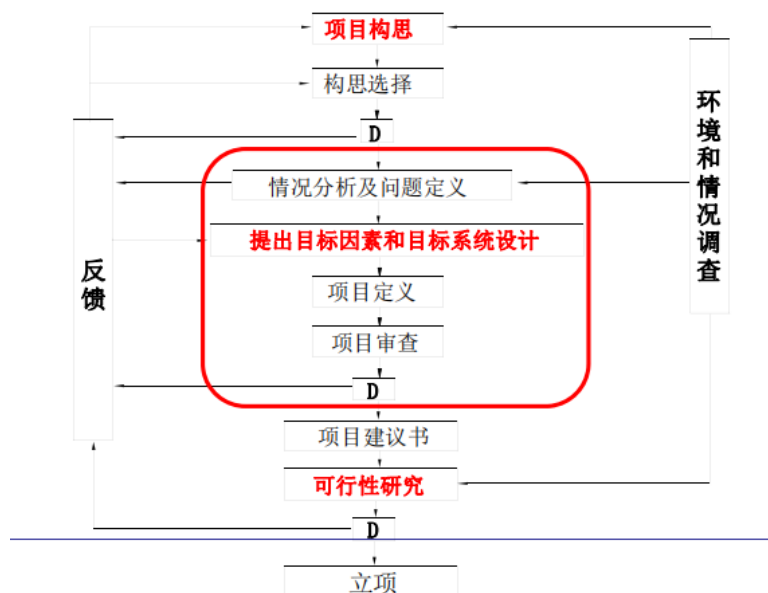 项目构思
构思选择
D
情况分析及问题定义
提出目标因素和目标系统设计
项目定义
项目审查
D
项目建议书
可行性研究
D
立项
反馈
环境和情况调查